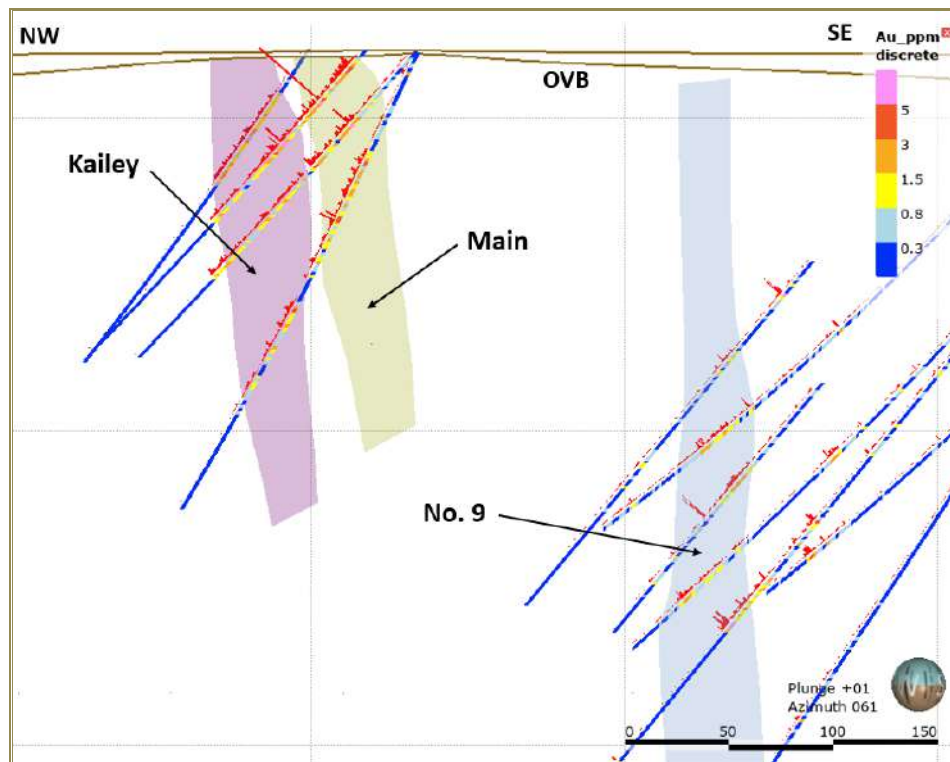 NW
SE
Au_ppm
discrete
OVB
5
3
1.5
0.8
0.3
Kailey
Main
No. 9
Plunge +01
Azimuth 061
0 50 100 150